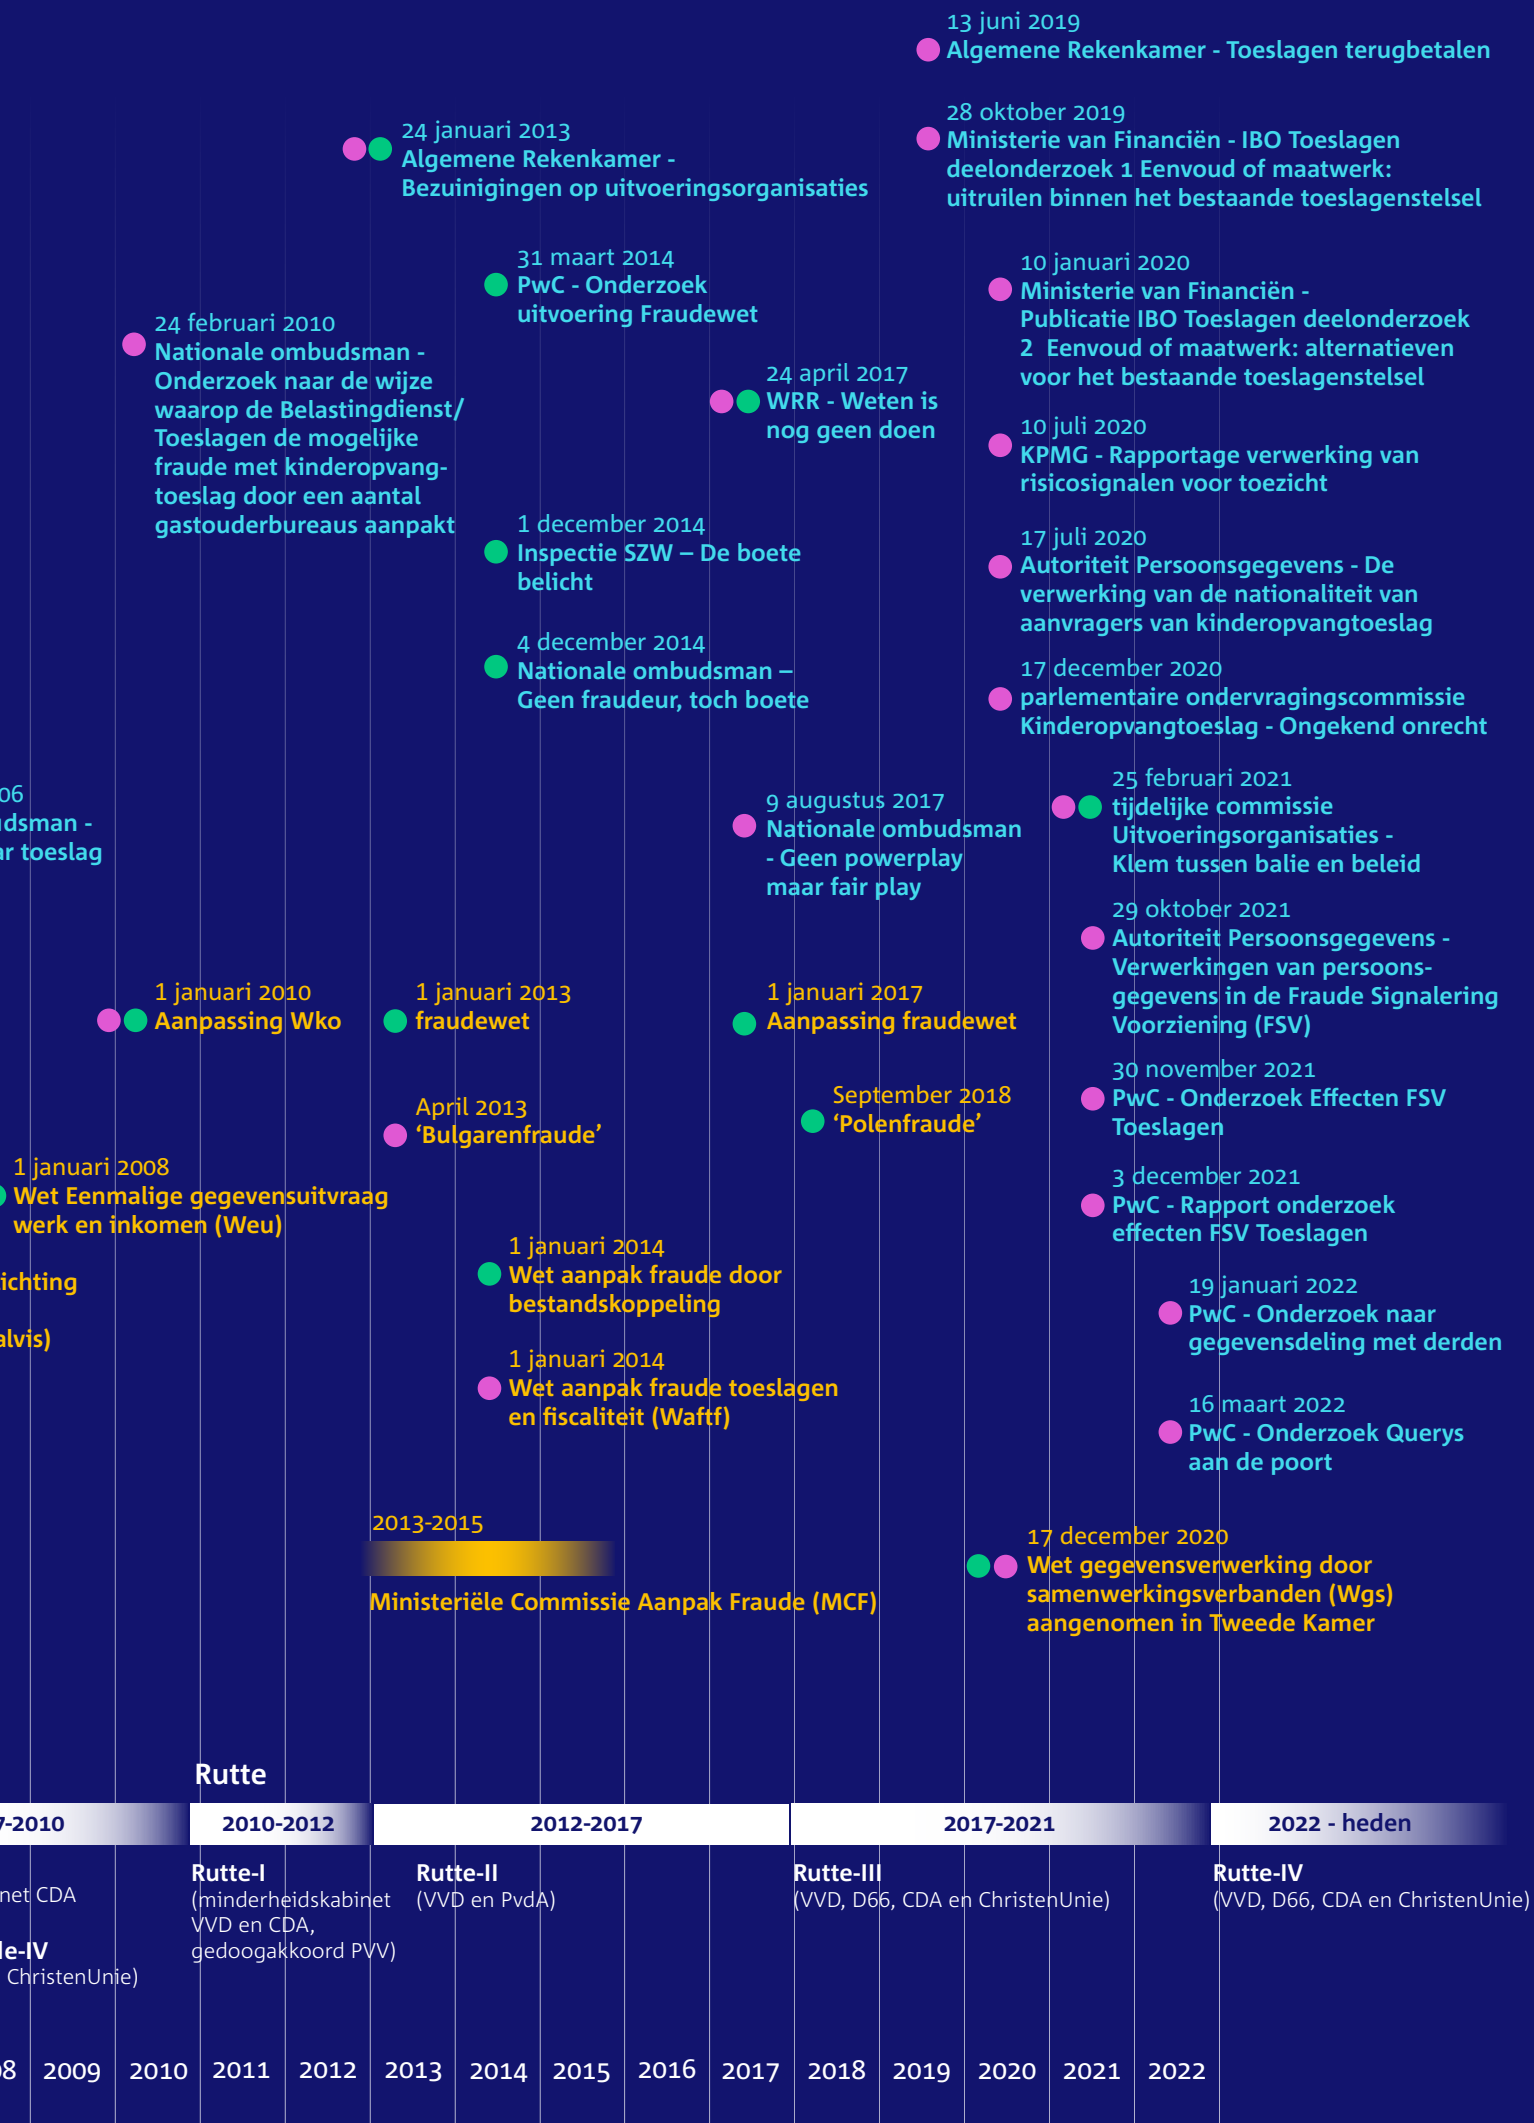 13 juni 2019
Algemene Rekenkamer - Toeslagen terugbetalen
28 oktober 2019
Ministerie van Financiën - IBO Toeslagen
deelonderzoek 1 Eenvoud of maatwerk:
uitruilen binnen het bestaande toeslagenstelsel
24 januari 2013
Algemene Rekenkamer -
Bezuinigingen op uitvoeringsorganisaties
31 maart 2014
PwC - Onderzoek
uitvoering Fraudewet
10 januari 2020
Ministerie van Financiën -
Publicatie IBO Toeslagen deelonderzoek
2 Eenvoud of maatwerk: alternatieven
voor het bestaande toeslagenstelsel
24 februari 2010
Nationale ombudsman -
Onderzoek naar de wijze
waarop de Belastingdienst/
Toeslagen de mogelijke
fraude met kinderopvang-
toeslag door een aantal
gastouderbureaus aanpakt
24 april 2017
WRR - Weten is
nog geen doen
10 juli 2020
KPMG - Rapportage verwerking van
risicosignalen voor toezicht
1 december 2014
Inspectie SZW – De boete
belicht
17 juli 2020
Autoriteit Persoonsgegevens - De
verwerking van de nationaliteit van
aanvragers van kinderopvangtoeslag
4 december 2014
Nationale ombudsman –
Geen fraudeur, toch boete
17 december 2020
parlementaire ondervragingscommissie
Kinderopvangtoeslag - Ongekend onrecht
06
dsman -
ar toeslag
9 augustus 2017
Nationale ombudsman
- Geen powerplay
maar fair play
25 februari 2021
tijdelijke commissie
Uitvoeringsorganisaties -
Klem tussen balie en beleid
29 oktober 2021
Autoriteit Persoonsgegevens -
Verwerkingen van persoons-
gegevens in de Fraude Signalering
Voorziening (FSV)
1 januari 2010
Aanpassing Wko
1 januari 2013
fraudewet
1 januari 2017
Aanpassing fraudewet
30 november 2021
PwC - Onderzoek Effecten FSV
Toeslagen
April 2013
‘Bulgarenfraude’
September 2018
‘Polenfraude’
1 januari 2008
Wet Eenmalige gegevensuitvraag
werk en inkomen (Weu)
3 december 2021
PwC - Rapport onderzoek
effecten FSV Toeslagen
ichting
alvis)
1 januari 2014
Wet aanpak fraude door
bestandskoppeling
19 januari 2022
PwC - Onderzoek naar
gegevensdeling met derden
1 januari 2014
Wet aanpak fraude toeslagen
en fiscaliteit (Waftf)
16 maart 2022
PwC - Onderzoek Querys
aan de poort
2013-2015
Ministeriële Commissie Aanpak Fraude (MCF)
17 december 2020
Wet gegevensverwerking door
samenwerkingsverbanden (Wgs)
aangenomen in Tweede Kamer
Rutte
7-2010 2010-2012 2012-2017 2017-2021 2022 - heden
net CDA
de-IV
ChristenUnie)
Rutte-I
(minderheidskabinet
VVD en CDA,
gedoogakkoord PVV)
Rutte-II
(VVD en PvdA)
Rutte-III
(VVD, D66, CDA en ChristenUnie)
Rutte-IV
(VVD, D66, CDA en ChristenUnie)
08 2009 2010 2011 2012 2013 2014 2015 2016 2017 2018 2019 2020 2021 2022